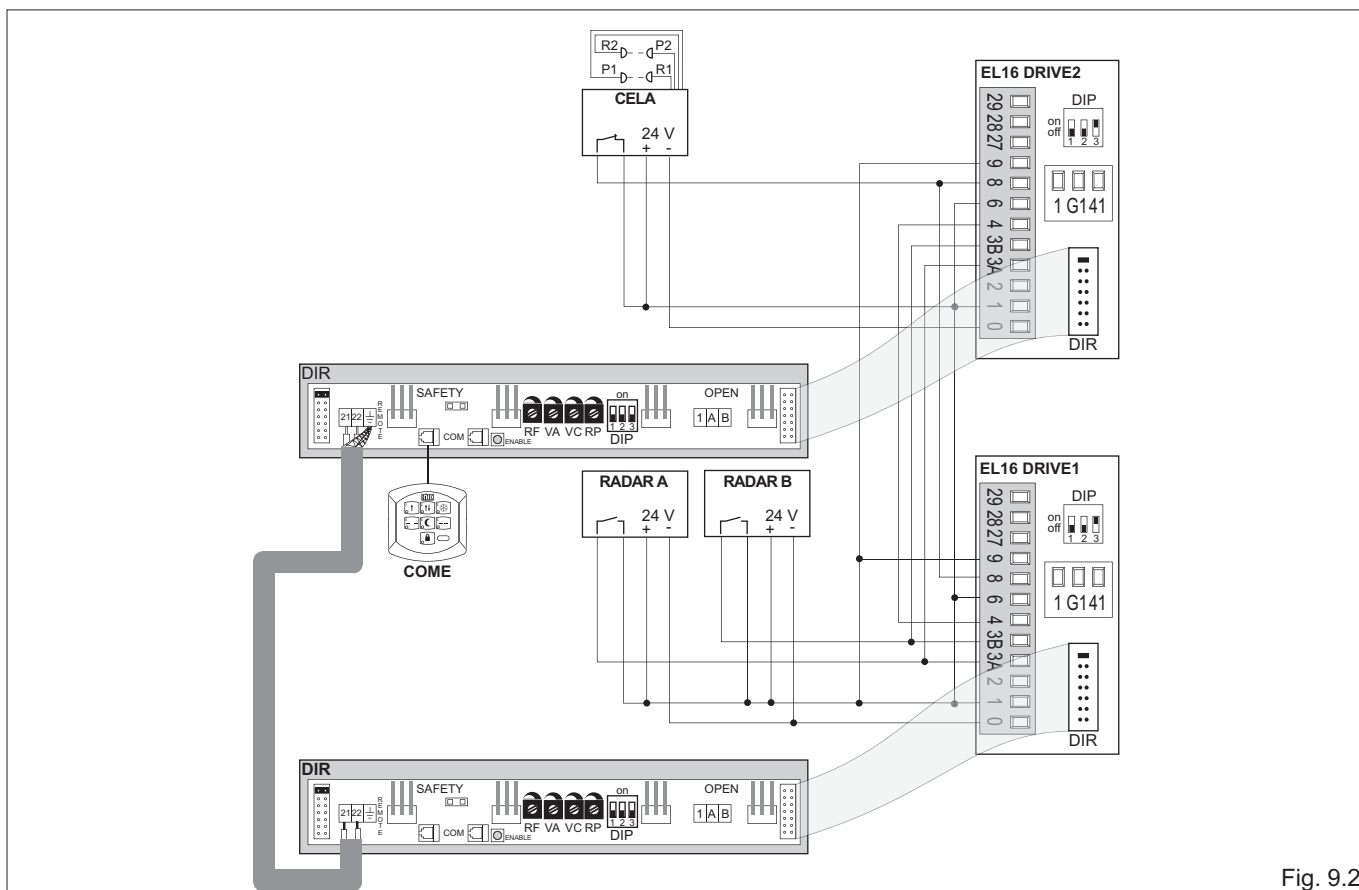 R2 P2
P1 R1
CELA
24 V
+ -
EL16 DRIVE2
29
28
27
9
8
6
4
3B
3A
2
1
0
DIP
on
off
1 2 3
1 G141
DIR
DIR
SAFETY
on
OPEN
21 22
REMOTE
COM
ENABLE
RF VA VC RP
1 2 3
DIP
1 A B
COME
RADAR A
24 V
+ -
RADAR B
24 V
+ -
EL16 DRIVE1
29
28
27
9
8
6
4
3B
3A
2
1
0
DIP
on
off
1 2 3
1 G141
DIR
DIR
SAFETY
on
OPEN
21 22
REMOTE
COM
ENABLE
RF VA VC RP
1 2 3
DIP
1 A B
Fig. 9.2